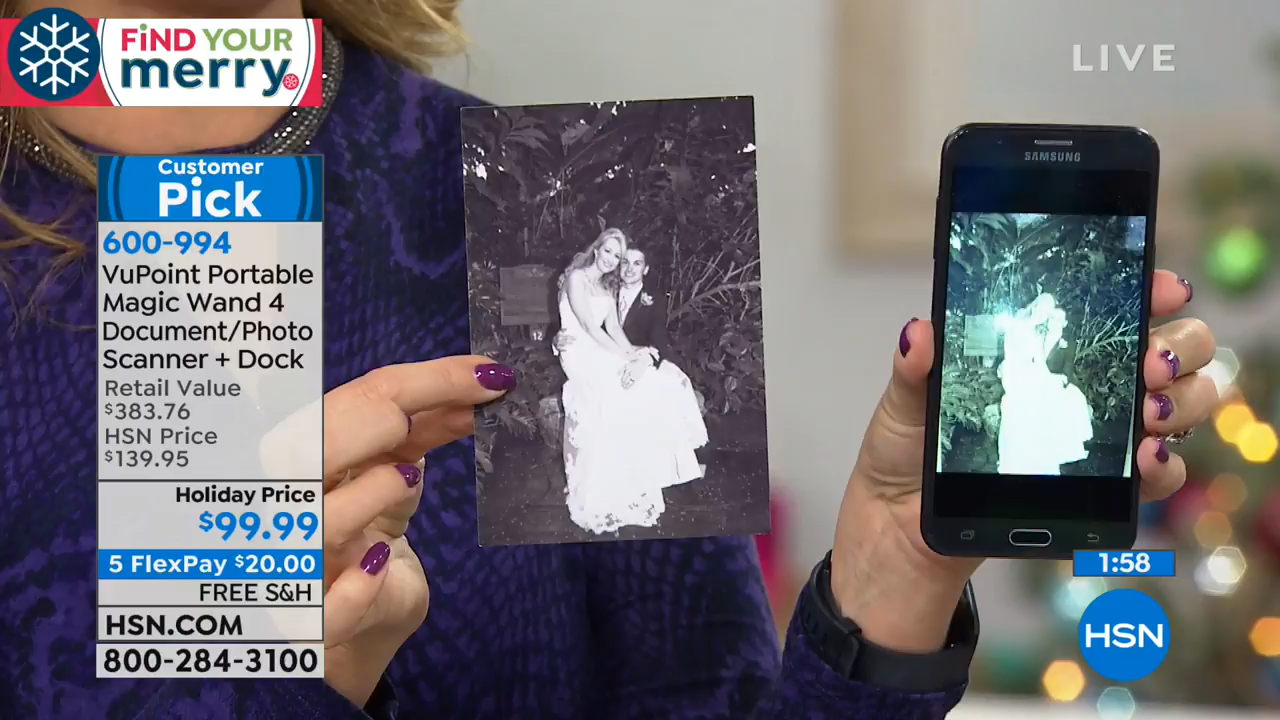 FiND YOUR
merry.
LIVE
Customer
Pick
600-994
VuPoint Portable
Magic Wand 4
Document/Photo
Scanner + Dock
Retail Value
$383.76
HSN Price
$139.95
Holiday Price
$99.99
5 FlexPay $20.00
FREE S&H
HSN.COM
800-284-3100
12
SAMSUNG
1:58
HSN